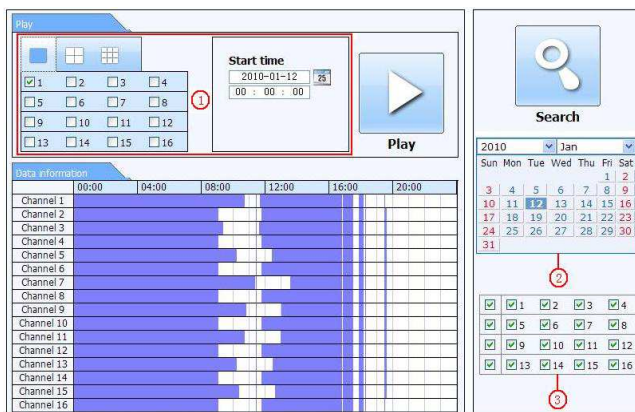 Play
1 2 3 4
5 6 7 8
9 10 11 12
13 14 15 16
1
Start time
2010-01-12 25
00 : 00 : 00
Play
Data information
00:00 04:00 08:00 12:00 16:00 20:00
Channel 1
Channel 2
Channel 3
Channel 4
Channel 5
Channel 6
Channel 7
Channel 8
Channel 9
Channel 10
Channel 11
Channel 12
Channel 13
Channel 14
Channel 15
Channel 16
Search
2010 Jan
Sun Mon Tue Wed Thu Fri Sat
1 2
3 4 5 6 7 8 9
10 11 12 13 14 15 16
17 18 19 20 21 22 23
24 25 26 27 28 29 30
31
2
1 2 3 4
5 6 7 8
9 10 11 12
13 14 15 16
3